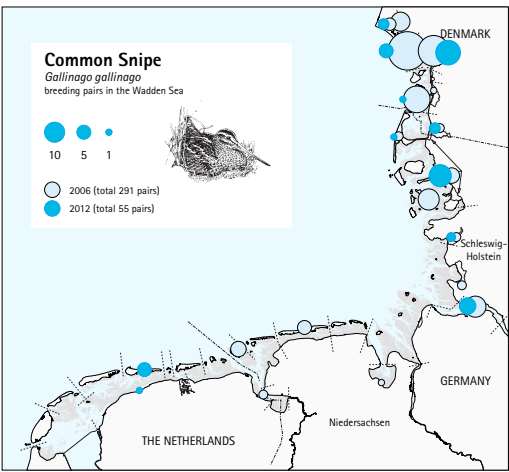 DENMARK
Common Snipe
Gallinago gallinago
breeding pairs in the Wadden Sea
10 5 1
2006 (total 291 pairs)
2012 (total 55 pairs)
Schleswig-
Holstein
GERMANY
Niedersachsen
THE NETHERLANDS